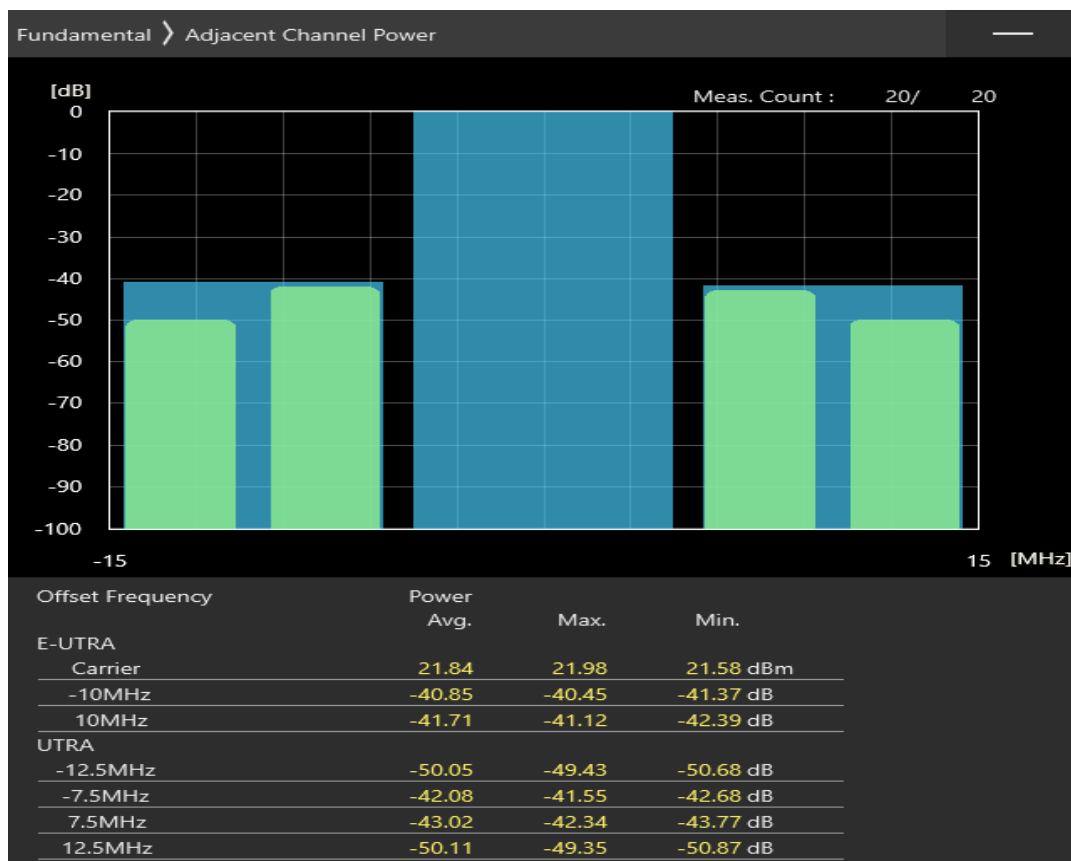 Fundamental ❯ Adjacent Channel Power
[dB]
Meas. Count : 20/ 20
0
-10
-20
-30
-40
-50
-60
-70
-80
-90
-100
-15 15 [MHz]
Offset Frequency Power
Avg. Max. Min.
E-UTRA
Carrier 21.84 21.98 21.58 dBm
-10MHz -40.85 -40.45 -41.37 dB
10MHz -41.71 -41.12 -42.39 dB
UTRA
-12.5MHz -50.05 -49.43 -50.68 dB
-7.5MHz -42.08 -41.55 -42.68 dB
7.5MHz -43.02 -42.34 -43.77 dB
12.5MHz -50.11 -49.35 -50.87 dB